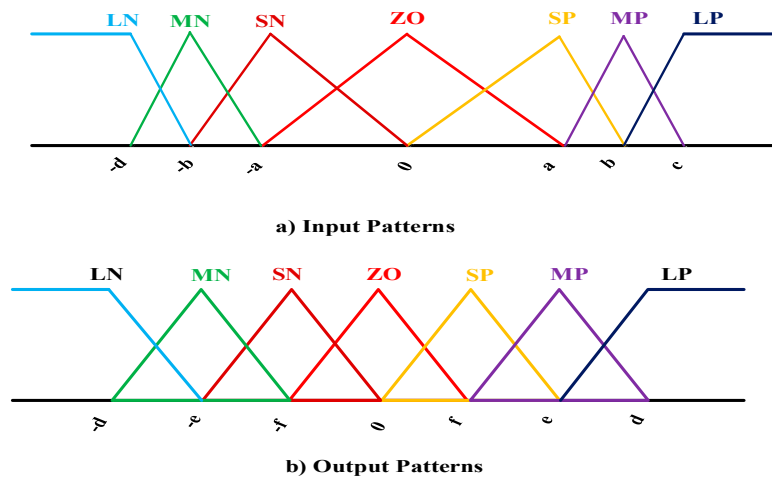 LN MN SN ZO SP MP LP
-d -b -a 0 a b c
a) Input Patterns
LN MN SN ZO SP MP LP
-d -e -f 0 f e d
b) Output Patterns